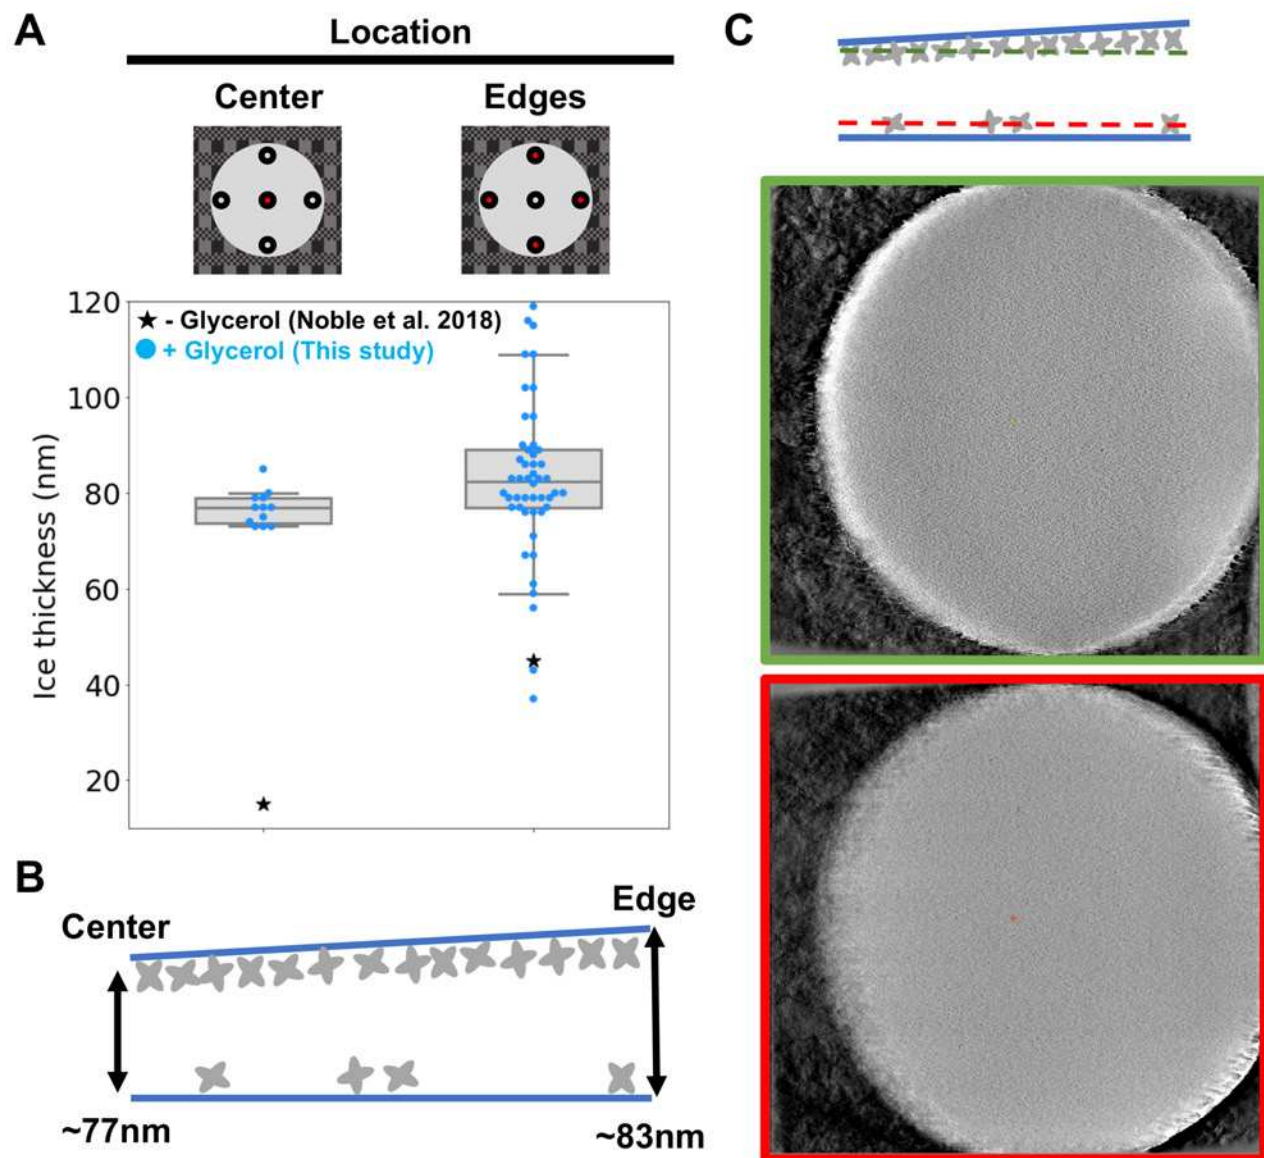 A
Location
Center
Edges
120
100
80
60
40
20
Ice thickness (nm)
★ - Glycerol (Noble et al. 2018)
+ Glycerol (This study)
B
Center
Edge
~77nm
~83nm
C